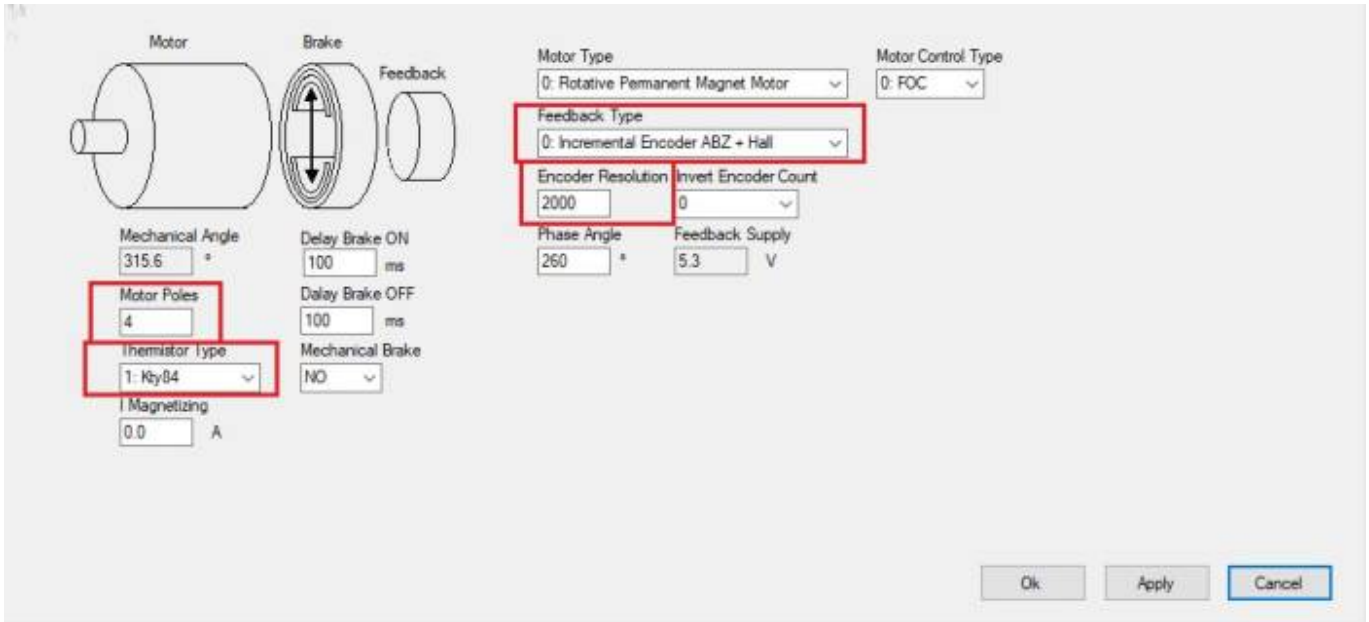 Motor
Brake
Feedback
Mechanical Angle
315.6 °
Motor Poles
4
Thermistor Type
1: Kty84
I Magnetizing
0.0 A
Delay Brake ON
100 ms
Dalay Brake OFF
100 ms
Mechanical Brake
NO
Motor Type
0: Rotative Permanent Magnet Motor
Motor Control Type
0: FOC
Feedback Type
0: Incremental Encoder ABZ + Hall
Encoder Resolution
2000
Invert Encoder Count
0
Phase Angle
260 °
Feedback Supply
5.3 V
Ok
Apply
Cancel